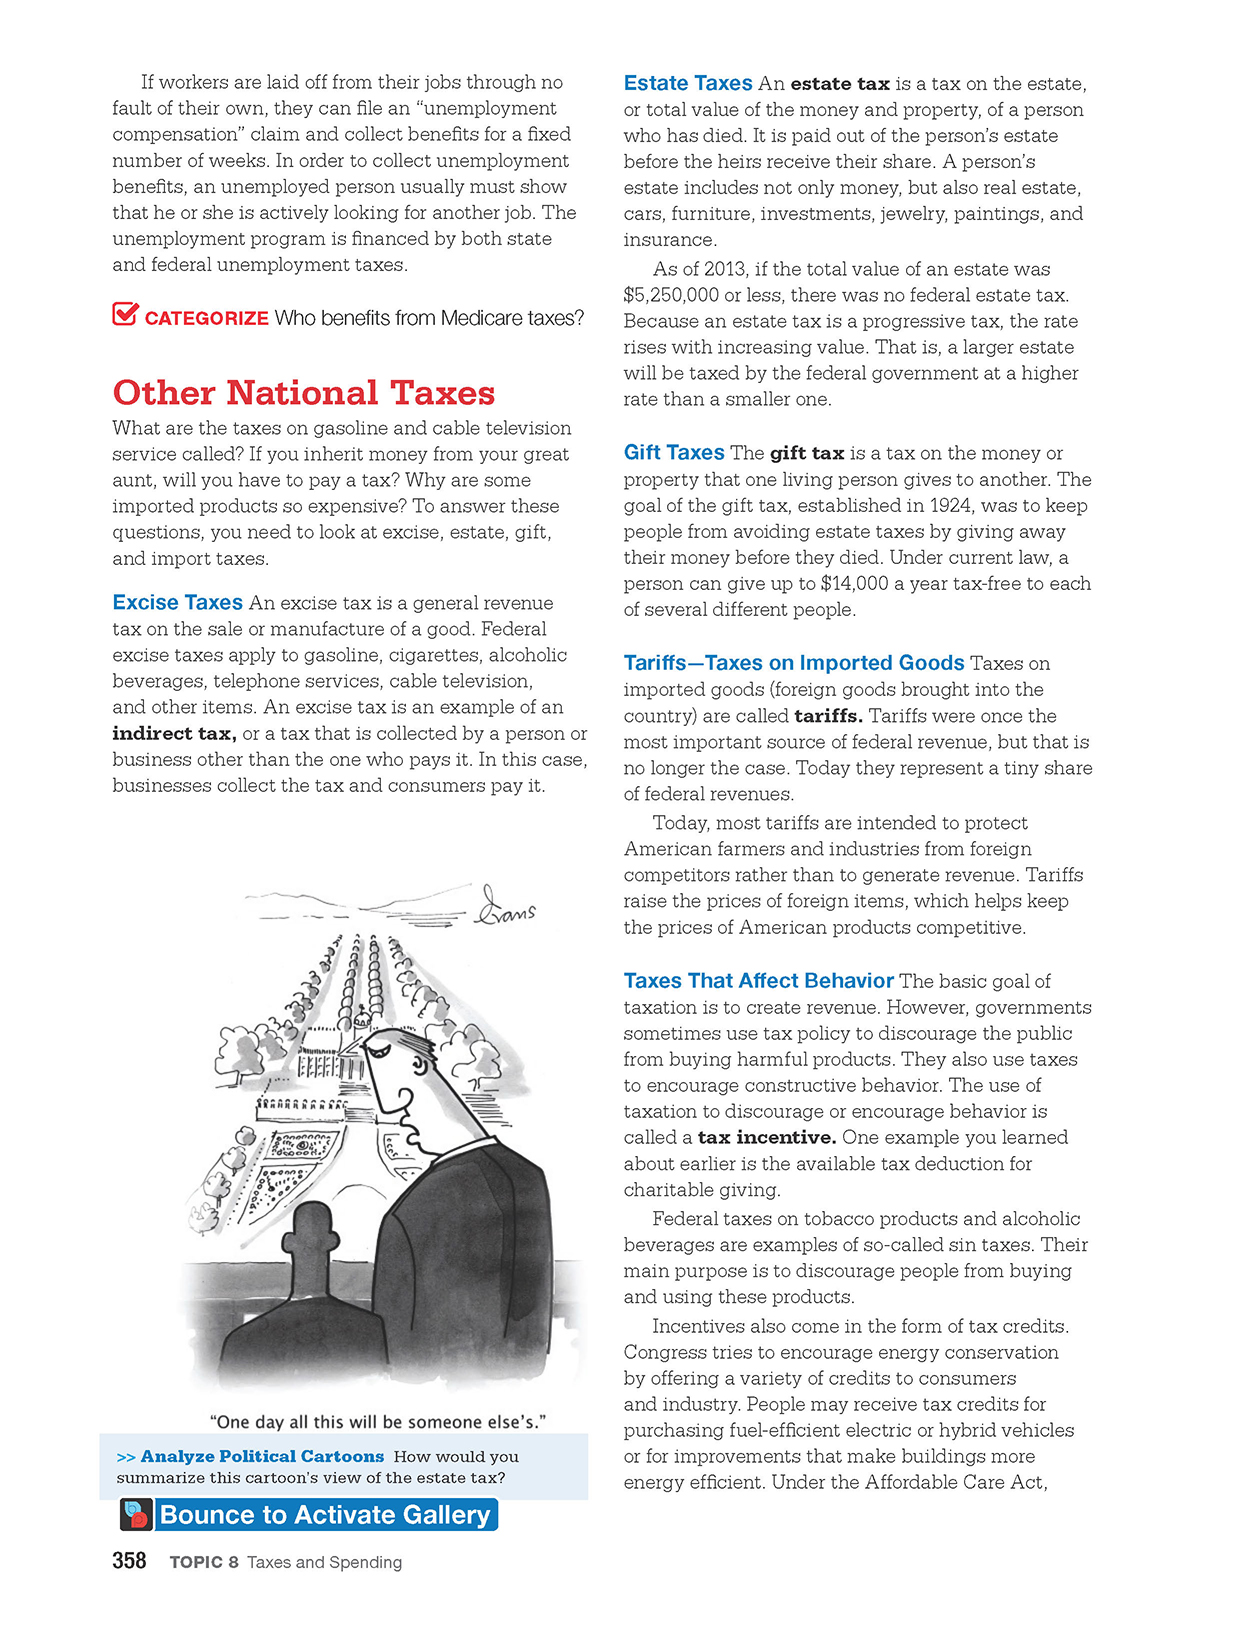 If workers are laid off from their jobs through no
fault of their own, they can file an “unemployment
compensation” claim and collect benefits for a fixed
number of weeks. In order to collect unemployment
benefits, an unemployed person usually must show
that he or she is actively looking for another job. The
unemployment program is financed by both state
and federal unemployment taxes.
CATEGORIZE Who benefits from Medicare taxes?
Other National Taxes
What are the taxes on gasoline and cable television
service called? If you inherit money from your great
aunt, will you have to pay a tax? Why are some
imported products so expensive? To answer these
questions, you need to look at excise, estate, gift,
and import taxes.
Excise Taxes An excise tax is a general revenue
tax on the sale or manufacture of a good. Federal
excise taxes apply to gasoline, cigarettes, alcoholic
beverages, telephone services, cable television,
and other items. An excise tax is an example of an
indirect tax, or a tax that is collected by a person or
business other than the one who pays it. In this case,
businesses collect the tax and consumers pay it.
Evans
“One day all this will be someone else’s.”
>> Analyze Political Cartoons How would you
summarize this cartoon’s view of the estate tax?
Bounce to Activate Gallery
Estate Taxes An estate tax is a tax on the estate,
or total value of the money and property, of a person
who has died. It is paid out of the person’s estate
before the heirs receive their share. A person’s
estate includes not only money, but also real estate,
cars, furniture, investments, jewelry, paintings, and
insurance.
As of 2013, if the total value of an estate was
$5,250,000 or less, there was no federal estate tax.
Because an estate tax is a progressive tax, the rate
rises with increasing value. That is, a larger estate
will be taxed by the federal government at a higher
rate than a smaller one.
Gift Taxes The gift tax is a tax on the money or
property that one living person gives to another. The
goal of the gift tax, established in 1924, was to keep
people from avoiding estate taxes by giving away
their money before they died. Under current law, a
person can give up to $14,000 a year tax-free to each
of several different people.
Tariffs—Taxes on Imported Goods Taxes on
imported goods (foreign goods brought into the
country) are called tariffs. Tariffs were once the
most important source of federal revenue, but that is
no longer the case. Today they represent a tiny share
of federal revenues.
Today, most tariffs are intended to protect
American farmers and industries from foreign
competitors rather than to generate revenue. Tariffs
raise the prices of foreign items, which helps keep
the prices of American products competitive.
Taxes That Affect Behavior The basic goal of
taxation is to create revenue. However, governments
sometimes use tax policy to discourage the public
from buying harmful products. They also use taxes
to encourage constructive behavior. The use of
taxation to discourage or encourage behavior is
called a tax incentive. One example you learned
about earlier is the available tax deduction for
charitable giving.
Federal taxes on tobacco products and alcoholic
beverages are examples of so-called sin taxes. Their
main purpose is to discourage people from buying
and using these products.
Incentives also come in the form of tax credits.
Congress tries to encourage energy conservation
by offering a variety of credits to consumers
and industry. People may receive tax credits for
purchasing fuel-efficient electric or hybrid vehicles
or for improvements that make buildings more
energy efficient. Under the Affordable Care Act,
358 TOPIC 8 Taxes and Spending